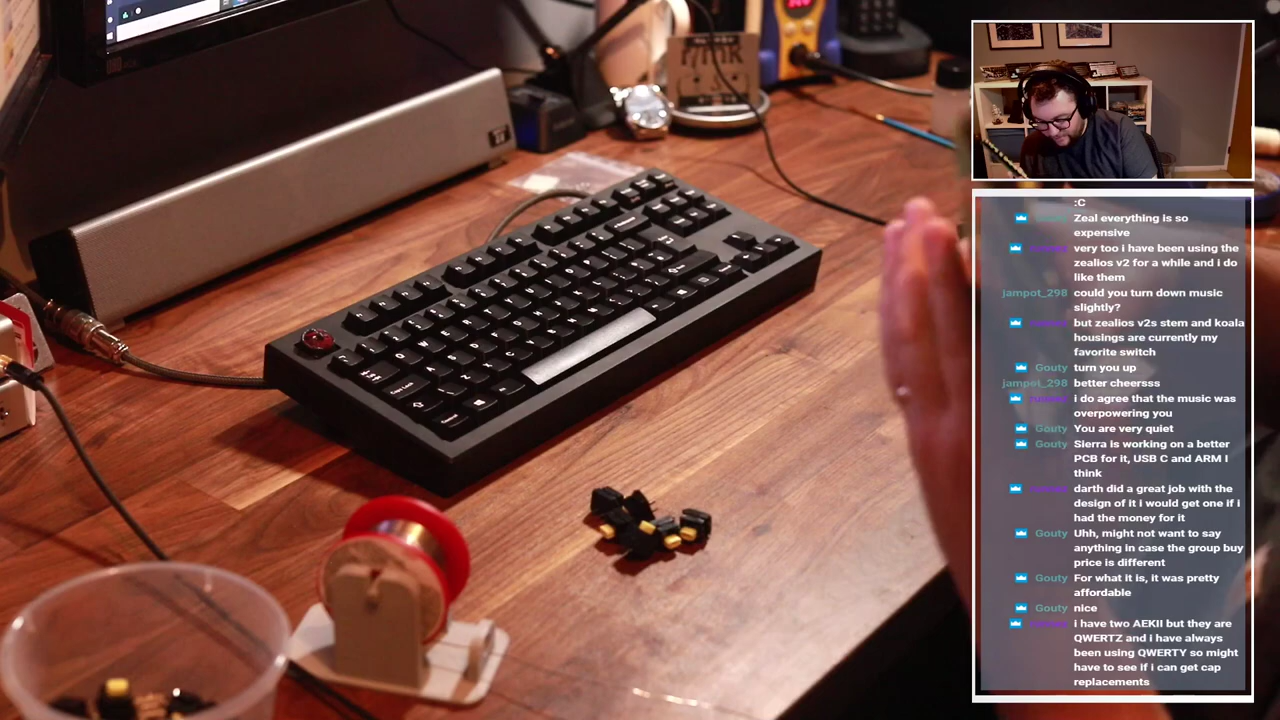 :C
Zeal everything is so
expensive
very too i have been using the
zealios v2 for a while and i do
like them
jampot_298 could you turn down music
slightly?
but zealios v2s stem and koala
housings are currently my
favorite switch
Gouty turn you up
jampot_298 better cheersss
i do agree that the music was
overpowering you
Gouty You are very quiet
Gouty Sierra is working on a better
PCB for it, USB C and ARM I
think
darth did a great job with the
design of it i would get one if i
had the money for it
Gouty Uhh, might not want to say
anything in case the group buy
price is different
Gouty For what it is, it was pretty
affordable
Gouty nice
i have two AEKII but they are
QWERTZ and i have always
been using QWERTY so might
have to see if i can get cap
replacements